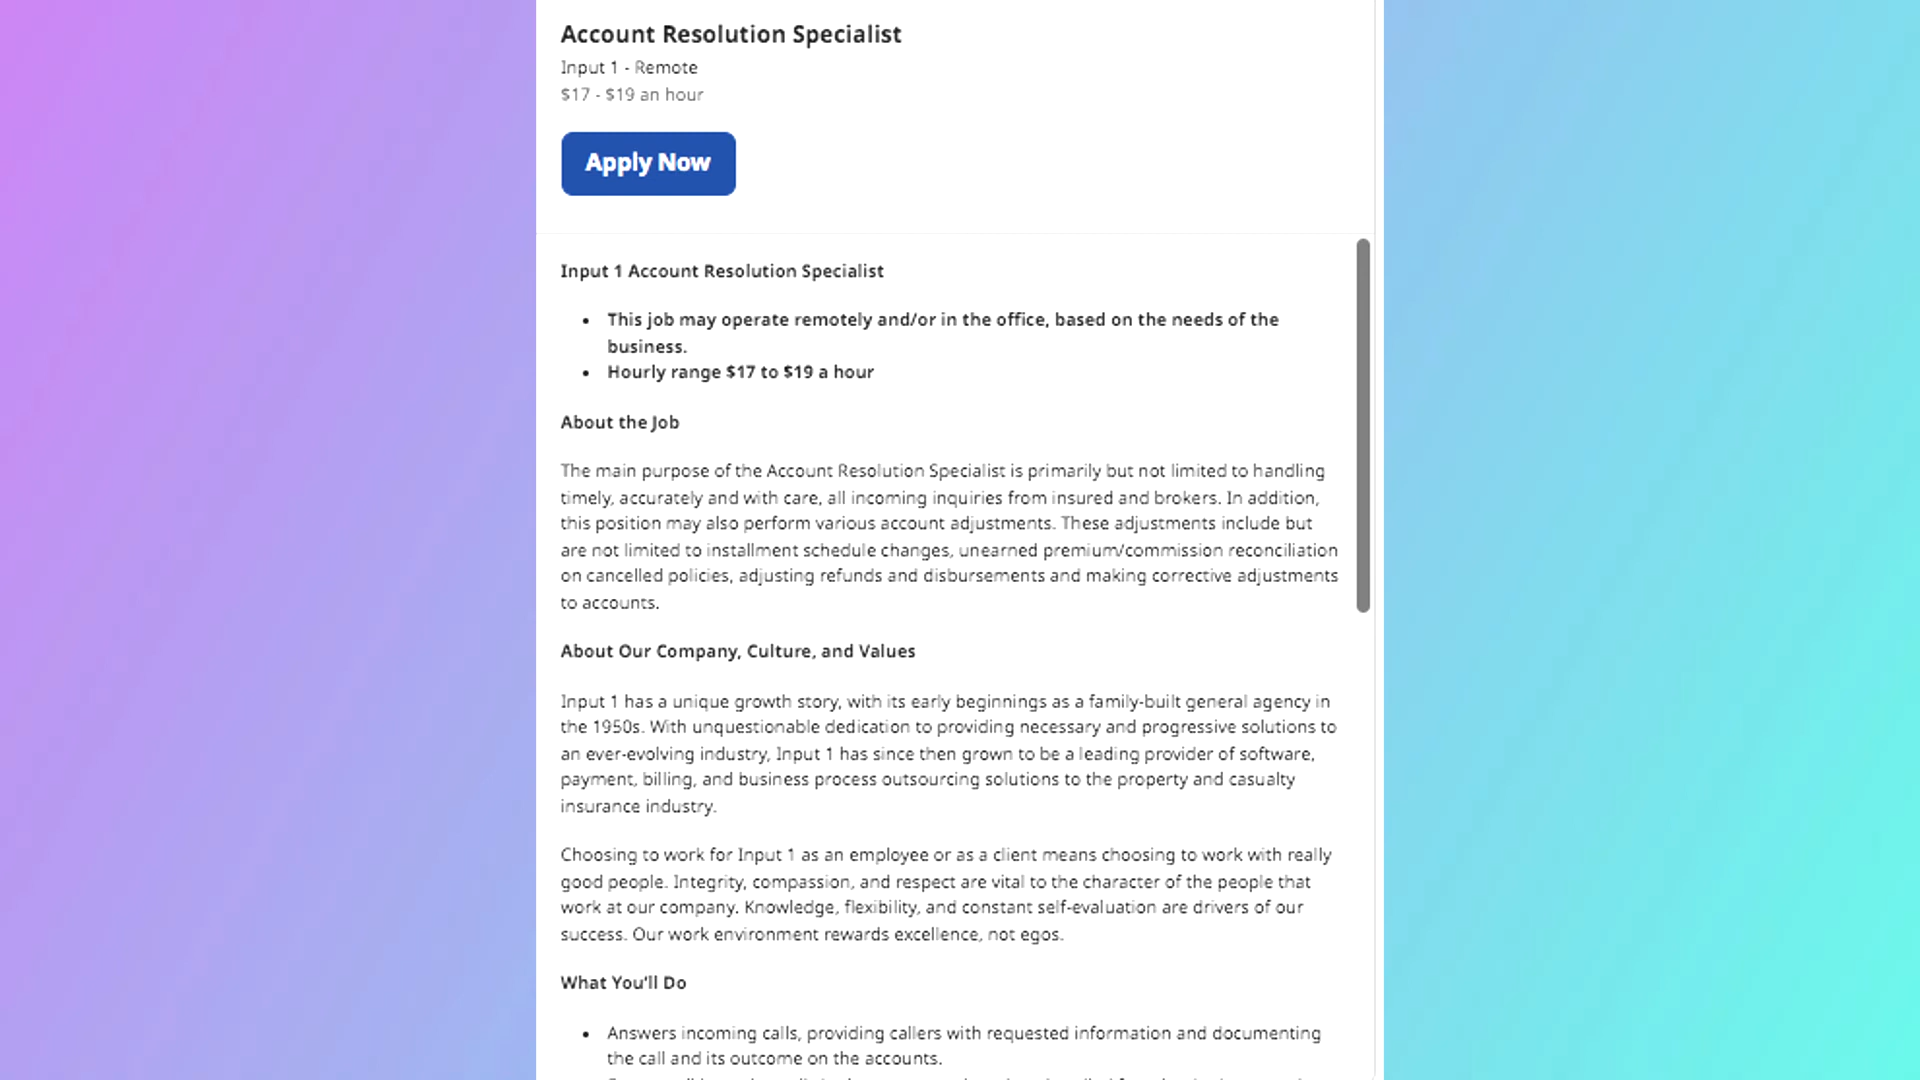 Account Resolution Specialist
Input 1 - Remote
$17 - $19 an hour
Apply Now
Input 1 Account Resolution Specialist
• This job may operate remotely and/or in the office, based on the needs of the
business.
• Hourly range $17 to $19 a hour
About the Job
The main purpose of the Account Resolution Specialist is primarily but not limited to handling
timely, accurately and with care, all incoming inquiries from insured and brokers. In addition,
this position may also perform various account adjustments. These adjustments include but
are not limited to installment schedule changes, unearned premium/commission reconciliation
on cancelled policies, adjusting refunds and disbursements and making corrective adjustments
to accounts.
About Our Company, Culture, and Values
Input 1 has a unique growth story, with its early beginnings as a family-built general agency in
the 1950s. With unquestionable dedication to providing necessary and progressive solutions to
an ever-evolving industry, Input 1 has since then grown to be a leading provider of software,
payment, billing, and business process outsourcing solutions to the property and casualty
insurance industry.
Choosing to work for Input 1 as an employee or as a client means choosing to work with really
good people. Integrity, compassion, and respect are vital to the character of the people that
work at our company. Knowledge, flexibility, and constant self-evaluation are drivers of our
success. Our work environment rewards excellence, not egos.
What You'll Do
• Answers incoming calls, providing callers with requested information and documenting
the call and its outcome on the accounts.